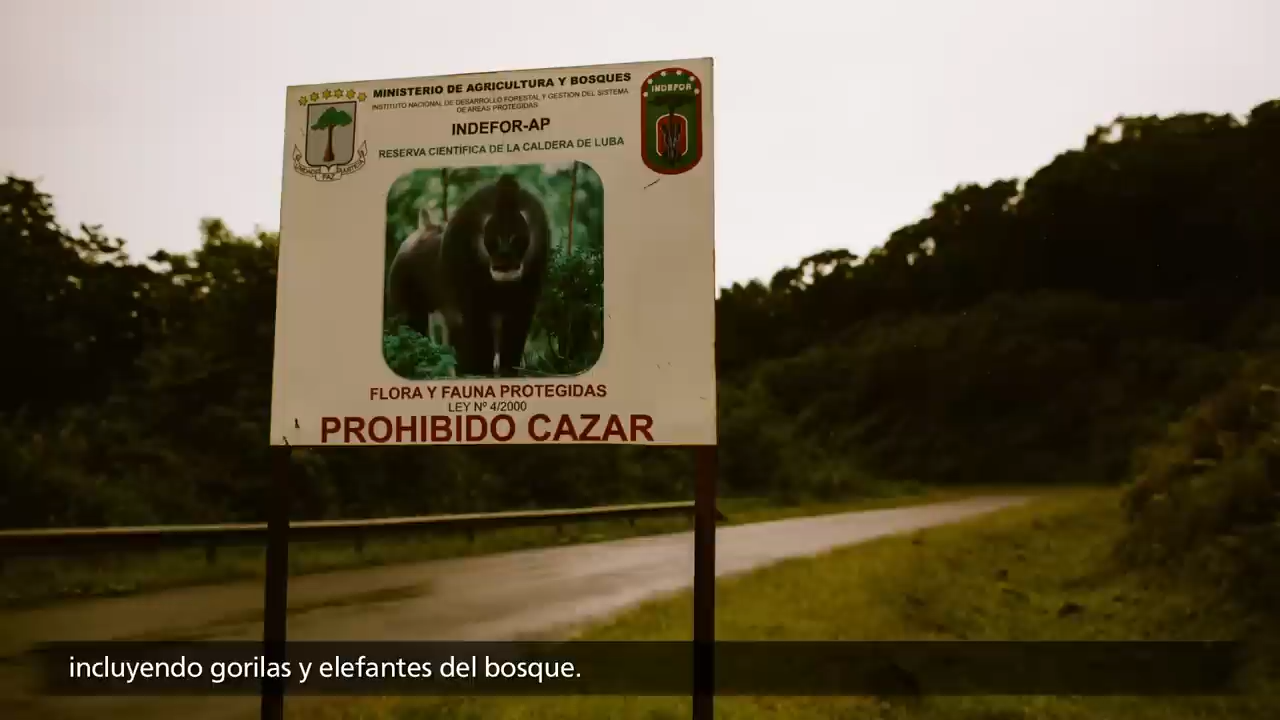 MINISTERIO DE AGRICULTURA Y BOSQUES
INSTITUTO NACIONAL DE DESARROLLO FORESTAL Y GESTION DEL SISTEMA
DE AREAS PROTEGIDAS
INDEFOR-AP
RESERVA CIENTÍFICA DE LA CALDERA DE LUBA
INDEFOR
PAZ
FLORA Y FAUNA PROTEGIDAS
LEY Nº 4/2000
PROHIBIDO CAZAR
incluyendo gorilas y elefantes del bosque.